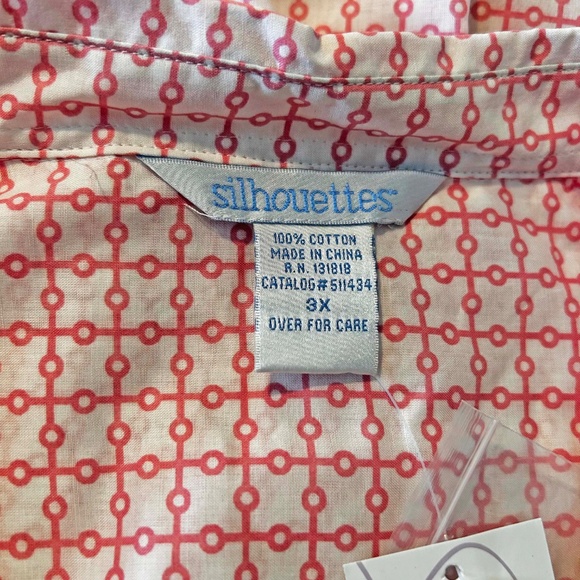 silhouettes®
100% COTTON
MADE IN CHINA
R.N. 131818
CATALOG#511434
3X
OVER FOR CARE